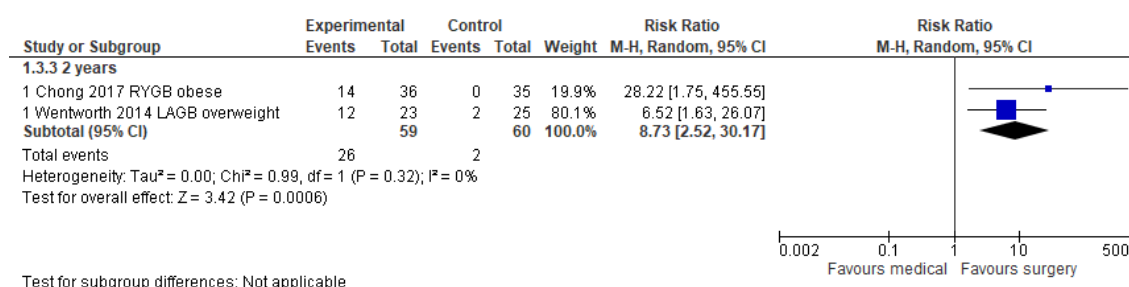 Experimental Control Risk Ratio Risk Ratio
Study or Subgroup Events Total Events Total Weight M-H, Random, 95% CI M-H, Random, 95% CI
1.3.3 2 years
1 Chong 2017 RYGB obese 14 36 0 35 19.9% 28.22 [1.75, 455.55]
1 Wentworth 2014 LAGB overweight 12 23 2 25 80.1% 6.52 [1.63, 26.07]
Subtotal (95% CI) 59 60 100.0% 8.73 [2.52, 30.17]
Total events 26 2
Heterogeneity: Tau² = 0.00; Chi² = 0.99, df = 1 (P = 0.32); I² = 0%
Test for overall effect: Z = 3.42 (P = 0.0006)
0.002 0.1 1 10 500
Favours medical Favours surgery
Test for subgroup differences: Not applicable